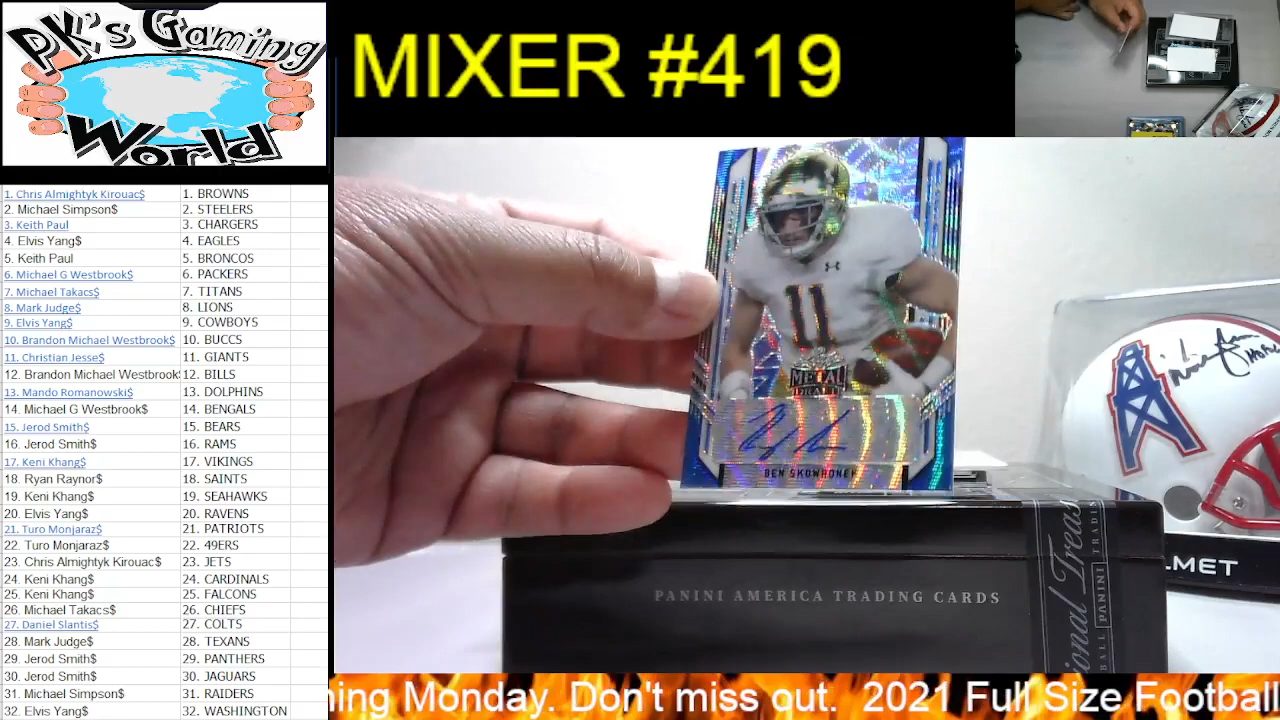 PK's Gaming
World
MIXER #419
1. Chris Almightyk Kirouac$ 1. BROWNS
2. Michael Simpson$ 2. STEELERS
3. Keith Paul 3. CHARGERS
4. Elvis Yang$ 4. EAGLES
5. Keith Paul 5. BRONCOS
6. Michael G Westbrook$ 6. PACKERS
7. Michael Takacs$ 7. TITANS
8. Mark Judge$ 8. LIONS
9. Elvis Yang$ 9. COWBOYS
10. Brandon Michael Westbrook$ 10. BUCCS
11. Christian Jesse$ 11. GIANTS
12. Brandon Michael Westbrook 12. BILLS
13. Mando Romanowski$ 13. DOLPHINS
14. Michael G Westbrook$ 14. BENGALS
15. Jerod Smith$ 15. BEARS
16. Jerod Smith$ 16. RAMS
17. Keni Khang$ 17. VIKINGS
18. Ryan Raynor$ 18. SAINTS
19. Keni Khang$ 19. SEAHAWKS
20. Elvis Yang$ 20. RAVENS
21. Turo Monjaraz$ 21. PATRIOTS
22. Turo Monjaraz$ 22. 49ERS
23. Chris Almightyk Kirouac$ 23. JETS
24. Keni Khang$ 24. CARDINALS
25. Keni Khang$ 25. FALCONS
26. Michael Takacs$ 26. CHIEFS
27. Daniel Slantis$ 27. COLTS
28. Mark Judge$ 28. TEXANS
29. Jerod Smith$ 29. PANTHERS
30. Jerod Smith$ 30. JAGUARS
31. Michael Simpson$ 31. RAIDERS
32. Elvis Yang$ 32. WASHINGTON
11
METAL
DRAFT
BEN SKOWRONEK
PANINI AMERICA TRADING CARDS
ional Treas
BALL PANINI TRADI
LMET
ning Monday. Don't miss out. 2021 Full Size Football